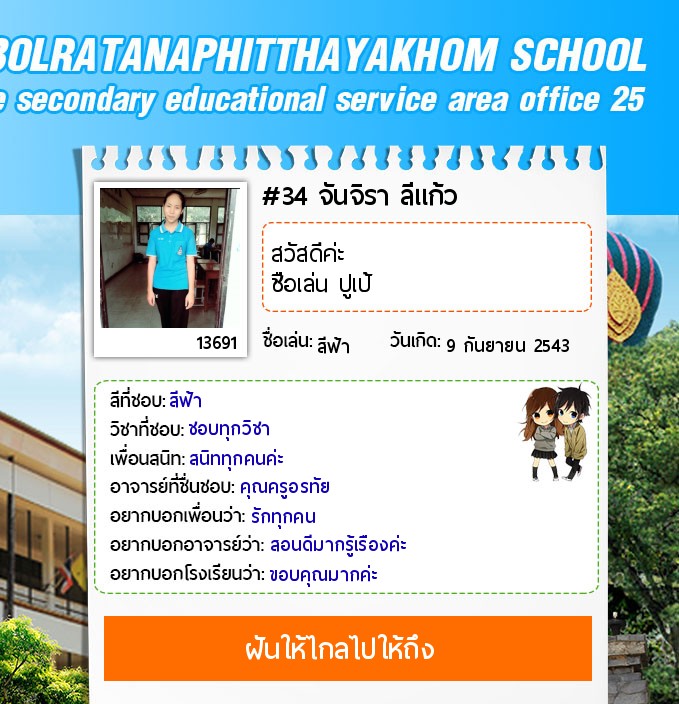 BOLRATANAPHITTHAYAKHOM SCHOOL
e secondary educational service area office 25
#34 จันจิรา ลีแก้ว
สวัสดีค่ะ
ชื่อเล่น ปูเป้
13691
ชื่อเล่น: สีฟ้า วันเกิด: 9 กันยายน 2543
สีที่ชอบ: สีฟ้า
วิชาที่ชอบ: ชอบทุกวิชา
เพื่อนสนิท: สนิททุกคนค่ะ
อาจารย์ที่ชื่นชอบ: คุณครูอรทัย
อยากบอกเพื่อนว่า: รักทุกคน
อยากบอกอาจารย์ว่า: สอนดีมากรู้เรื่องค่ะ
อยากบอกโรงเรียนว่า: ขอบคุณมากค่ะ
ฝันให้ไกลไปให้ถึง